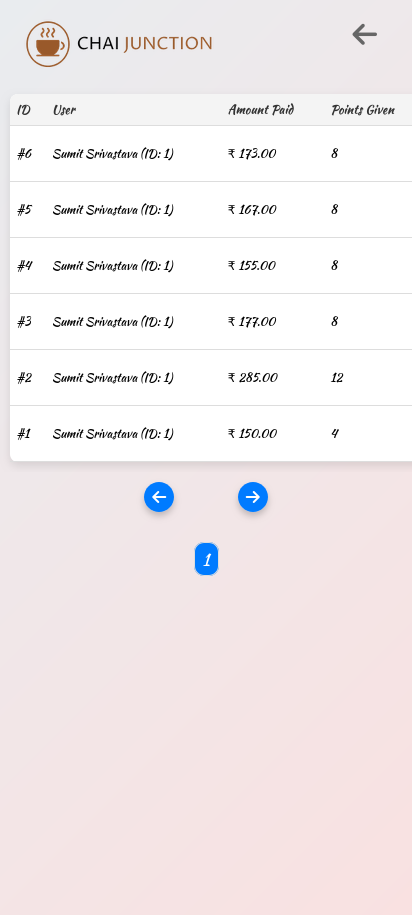 CHAI JUNCTION
ID User Amount Paid Points Given
#6 Sumit Srivastava (ID: 1) ₹ 173.00 8
#5 Sumit Srivastava (ID: 1) ₹ 167.00 8
#4 Sumit Srivastava (ID: 1) ₹ 155.00 8
#3 Sumit Srivastava (ID: 1) ₹ 177.00 8
#2 Sumit Srivastava (ID: 1) ₹ 285.00 12
#1 Sumit Srivastava (ID: 1) ₹ 150.00 4
1